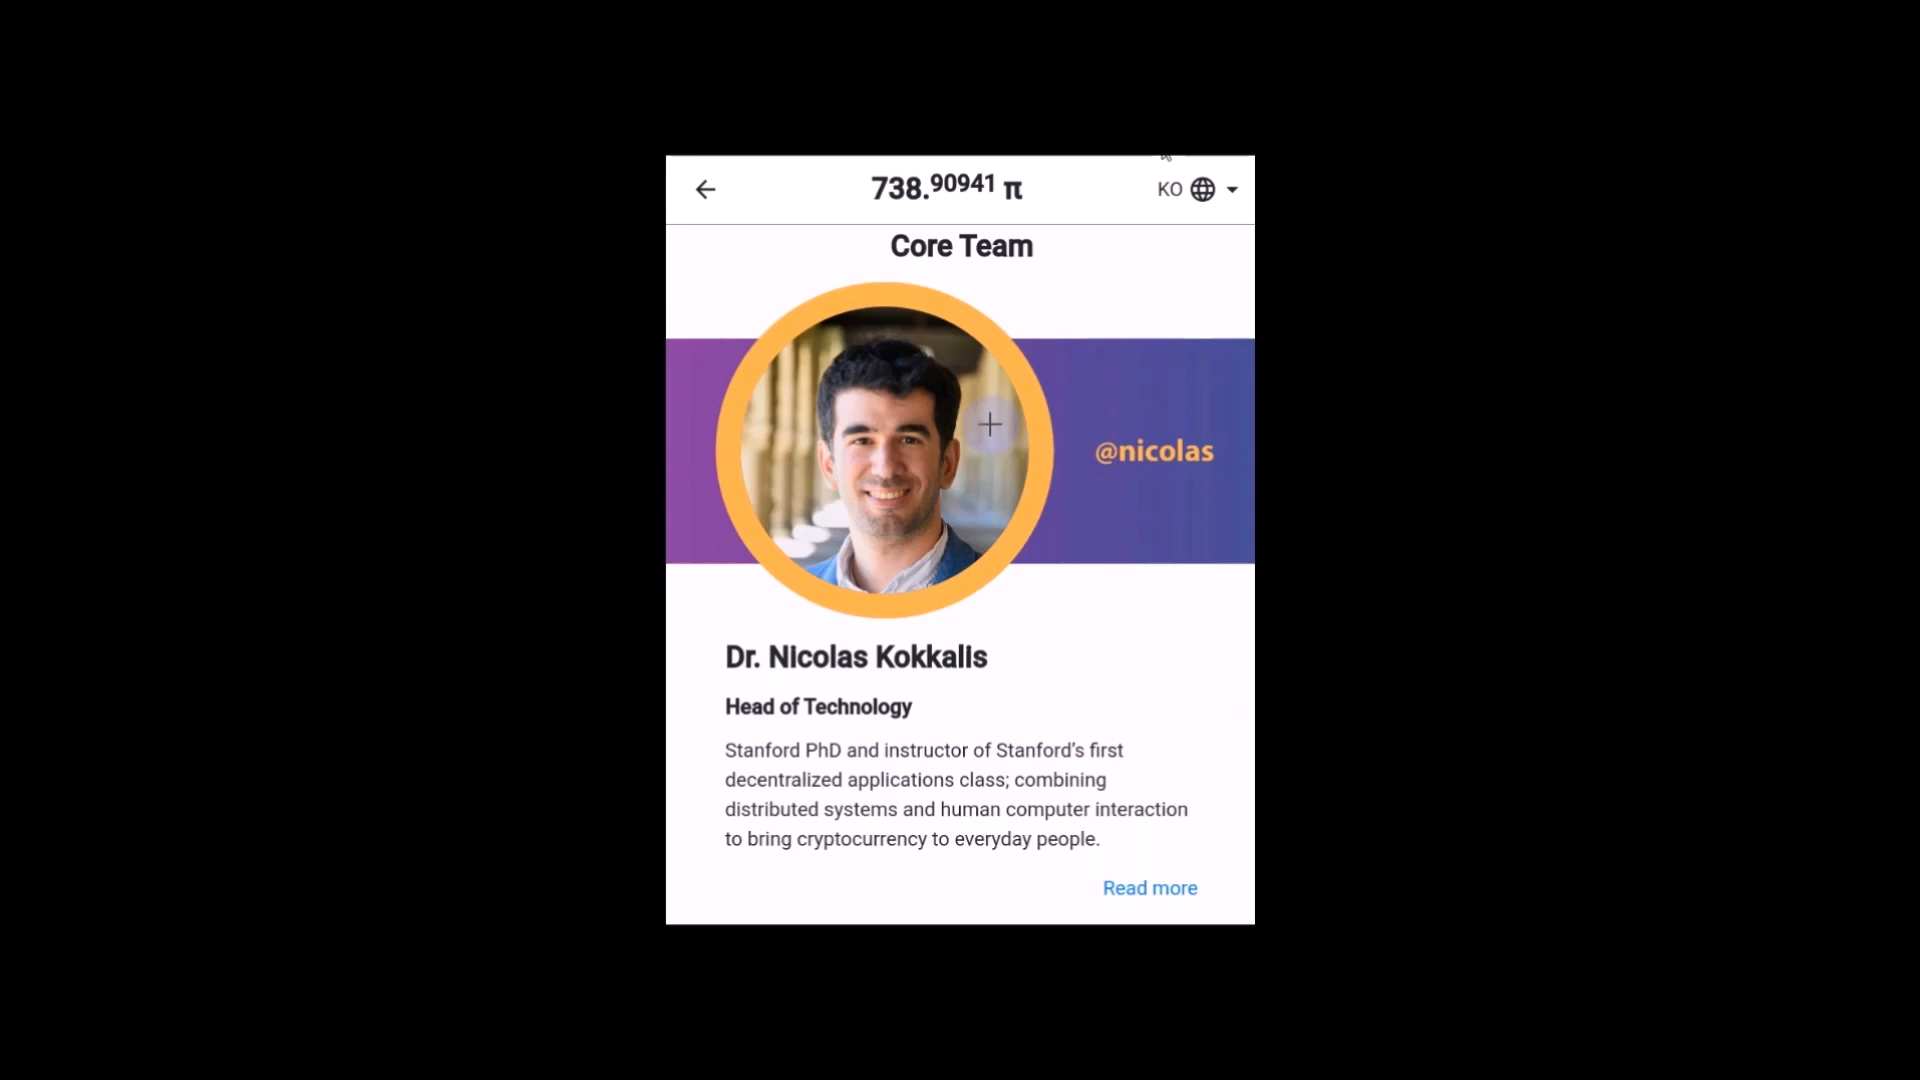 738.90941 π
KO
Core Team
@nicolas
Dr. Nicolas Kokkalis
Head of Technology
Stanford PhD and instructor of Stanford’s first
decentralized applications class; combining
distributed systems and human computer interaction
to bring cryptocurrency to everyday people.
Read more